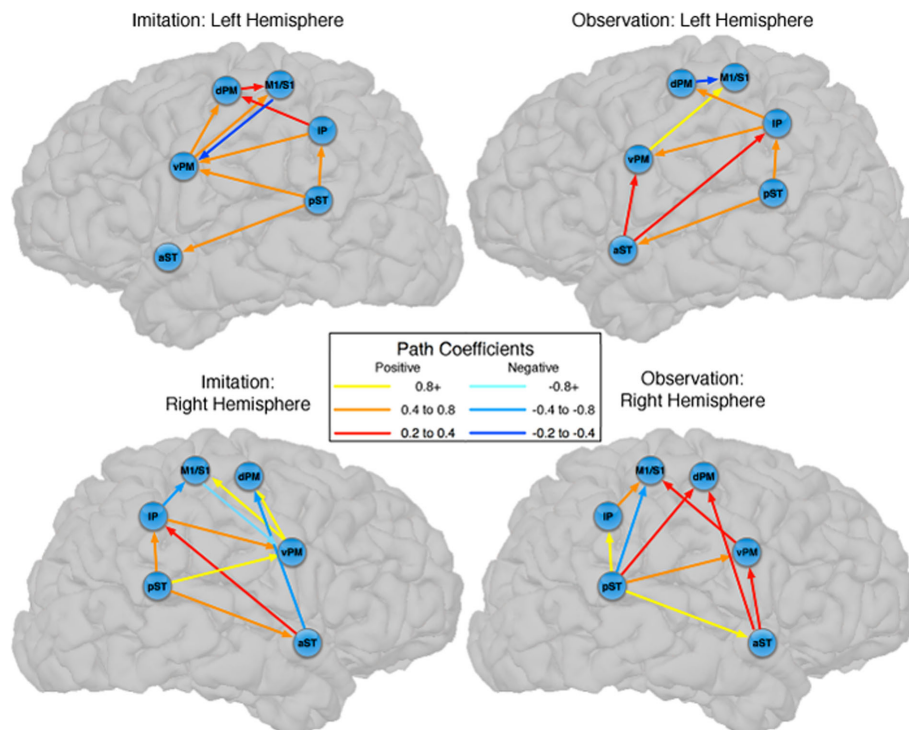 Imitation: Left Hemisphere
Observation: Left Hemisphere
dPM
M1/S1
IP
vPM
pST
aST
dPM
M1/S1
IP
vPM
pST
aST
Path Coefficients
Positive
Negative
0.8+
-0.8+
0.4 to 0.8
-0.4 to -0.8
0.2 to 0.4
-0.2 to -0.4
Imitation:
Right Hemisphere
Observation:
Right Hemisphere
M1/S1
dPM
IP
vPM
pST
aST
M1/S1
dPM
IP
vPM
pST
aST